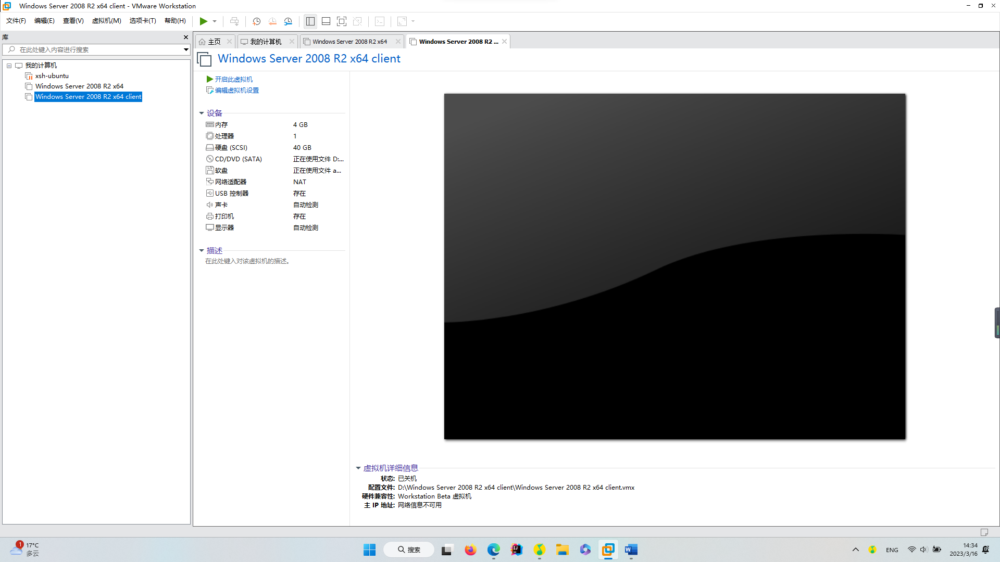 Windows Server 2008 R2 x64 client - VMware Workstation
文件(F) 编辑(E) 查看(V) 虚拟机(M) 选项卡(T) 帮助(H)
库
在此处键入内容进行搜索
我的计算机
xsh-ubuntu
Windows Server 2008 R2 x64
Windows Server 2008 R2 x64 client
主页 我的计算机 Windows Server 2008 R2 x64 Windows Server 2008 R2 ...
Windows Server 2008 R2 x64 client
开启此虚拟机
编辑虚拟机设置
设备
内存 4 GB
处理器 1
硬盘 (SCSI) 40 GB
CD/DVD (SATA) 正在使用文件 D:...
软盘 正在使用文件 a...
网络适配器 NAT
USB 控制器 存在
声卡 自动检测
打印机 存在
显示器 自动检测
描述
在此处键入对该虚拟机的描述。
虚拟机详细信息
状态: 已关机
配置文件: D:\Windows Server 2008 R2 x64 client\Windows Server 2008 R2 x64 client.vmx
硬件兼容性: Workstation Beta 虚拟机
主 IP 地址: 网络信息不可用
1
17°C
多云
搜索
IJ
W
ENG
14:34
2023/3/16